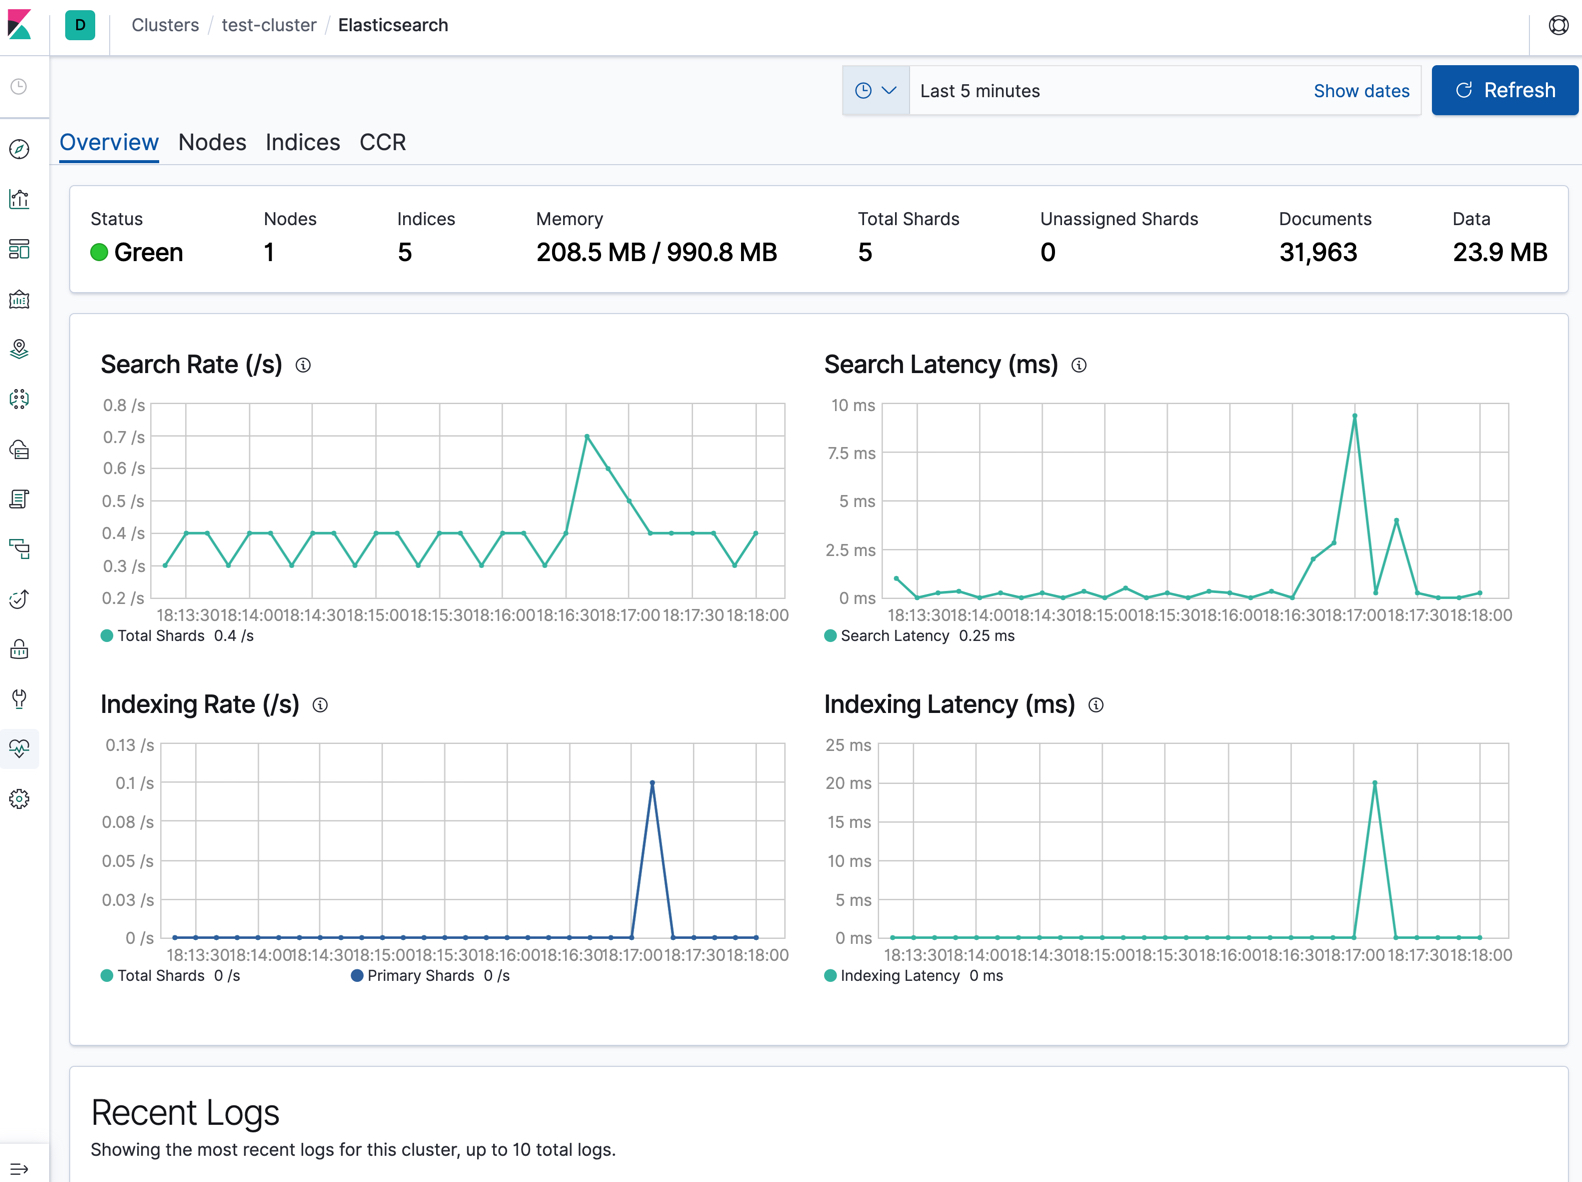 D Clusters / test-cluster / Elasticsearch
Last 5 minutes Show dates Refresh
Overview Nodes Indices CCR
Status Nodes Indices Memory Total Shards Unassigned Shards Documents Data
Green 1 5 208.5 MB / 990.8 MB 5 0 31,963 23.9 MB
Search Rate (/s)
0.8 /s
0.7 /s
0.6 /s
0.5 /s
0.4 /s
0.3 /s
0.2 /s
18:13:30 18:14:00 18:14:30 18:15:00 18:15:30 18:16:00 18:16:30 18:17:00 18:17:30 18:18:00
Total Shards 0.4 /s
Search Latency (ms)
10 ms
7.5 ms
5 ms
2.5 ms
0 ms
18:13:30 18:14:00 18:14:30 18:15:00 18:15:30 18:16:00 18:16:30 18:17:00 18:17:30 18:18:00
Search Latency 0.25 ms
Indexing Rate (/s)
0.13 /s
0.1 /s
0.08 /s
0.05 /s
0.03 /s
0 /s
18:13:30 18:14:00 18:14:30 18:15:00 18:15:30 18:16:00 18:16:30 18:17:00 18:17:30 18:18:00
Total Shards 0 /s Primary Shards 0 /s
Indexing Latency (ms)
25 ms
20 ms
15 ms
10 ms
5 ms
0 ms
18:13:30 18:14:00 18:14:30 18:15:00 18:15:30 18:16:00 18:16:30 18:17:00 18:17:30 18:18:00
Indexing Latency 0 ms
Recent Logs
Showing the most recent logs for this cluster, up to 10 total logs.